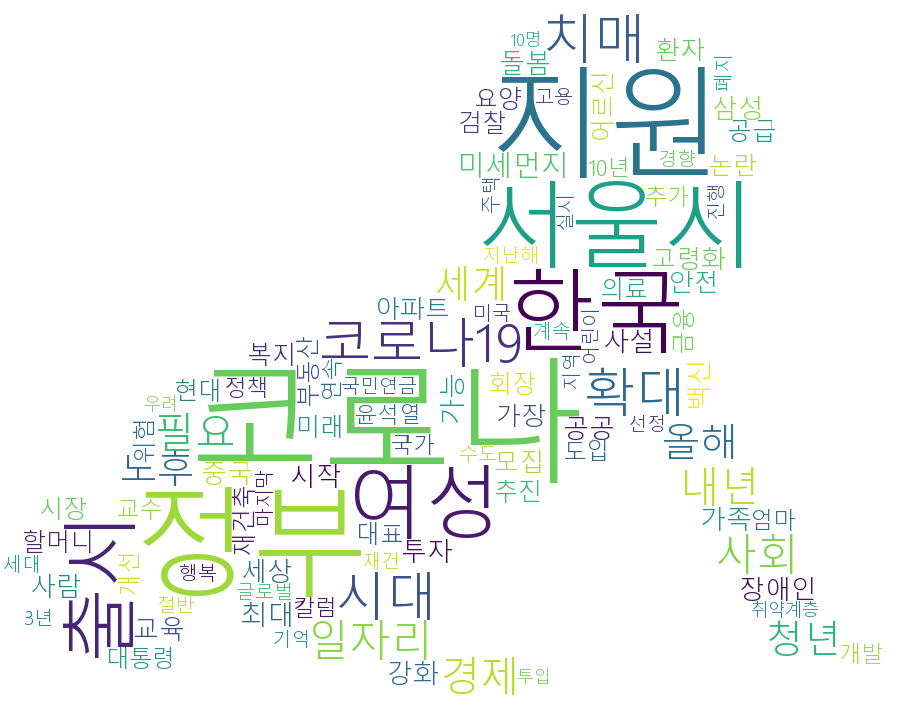 10명
치매
환자
돌봄
폐지
지원
요양
고용
어르신
삼성
검찰
공급
미세먼지
10년
경향
논란
주택
서울시
실시
추가
진행
지난해
고령화
세계
한국
의료
안전
아파트
미국
계속
어린이
금융
코로나19
사설
복지
부동산
연속
지역
현대
정책
국민연금
코로나
가능
회장
확대
백신
우려
필요
미래
윤석열
가장
공공
선정
위험
국가
도입
올해
노후
중국
시작
여성
수도
모집
내년
마지막
추진
시장
교수
재건축
정부
대표
투자
가족
엄마
할머니
출시
사회
세대
사람
개선
행복
세상
재건
시대
장애인
글로벌
3년
절반
최대
칼럼
취약계층
교육
기억
일자리
청년
개발
대통령
강화
경제
투입